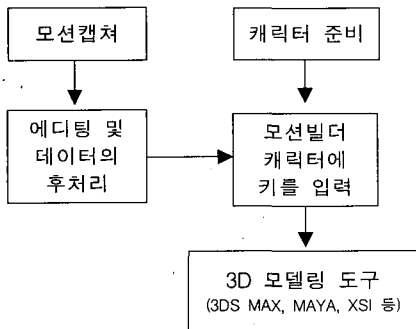 모션캡쳐
캐릭터 준비
에디팅 및
데이터의
후처리
모션빌더
캐릭터에
키를 입력
3D 모델링 도구
(3DS MAX, MAYA, XSI 등)